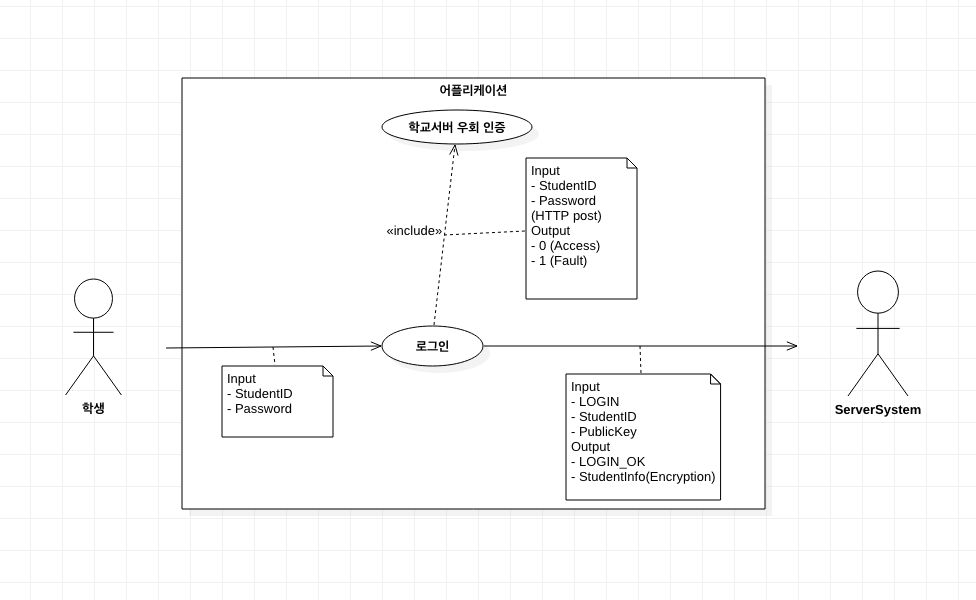 어플리케이션
학교서버 우회 인증
Input
- StudentID
- Password
(HTTP post)
Output
- 0 (Access)
- 1 (Fault)
«include»
로그인
학생
Input
- StudentID
- Password
Input
- LOGIN
- StudentID
- PublicKey
Output
- LOGIN_OK
- StudentInfo(Encryption)
ServerSystem